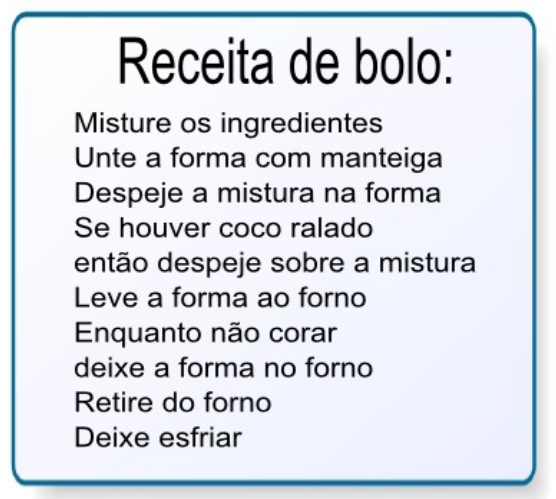 Receita de bolo:
Misture os ingredientes
Unte a forma com manteiga
Despeje a mistura na forma
Se houver coco ralado
então despeje sobre a mistura
Leve a forma ao forno
Enquanto não corar
deixe a forma no forno
Retire do forno
Deixe esfriar